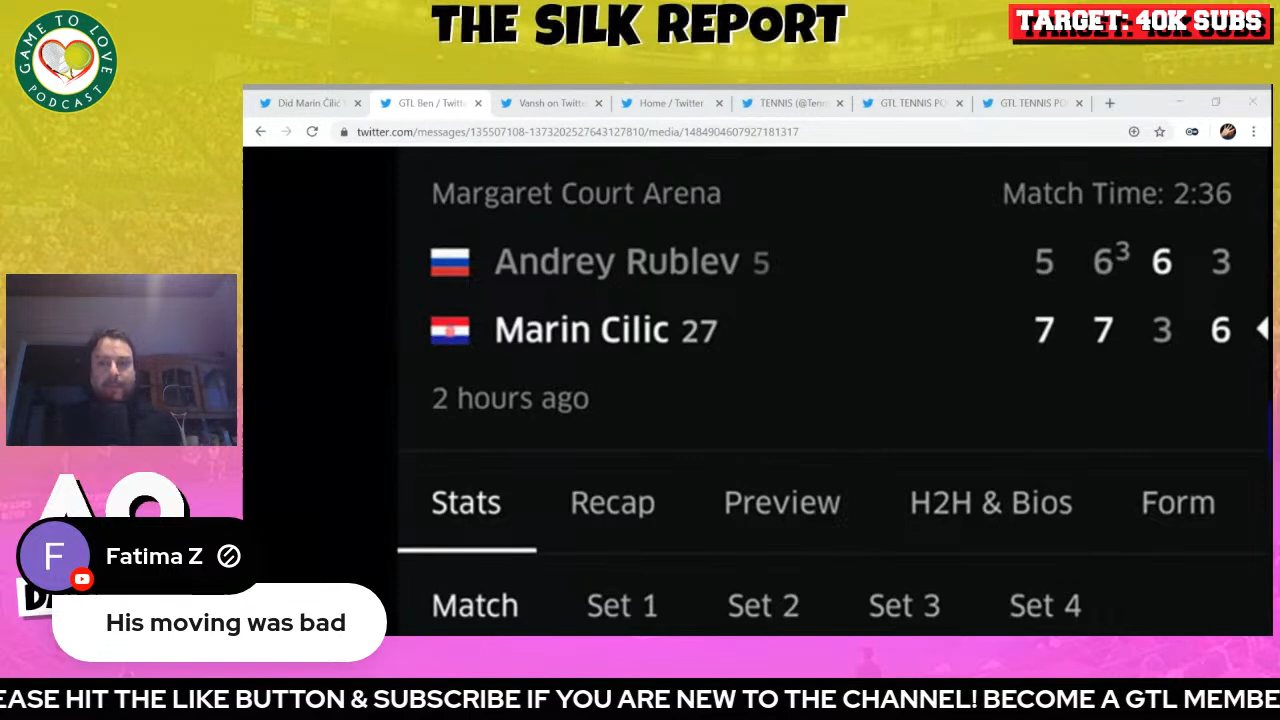 GAME TO LOVE
PODCAST
THE SILK REPORT
TARGET: 40K SUBS
Did Marin Čilić
GTL Ben / Twitt
Vansh on Twitt
Home / Twitter
TENNIS (@Tenn
GTL TENNIS PO
GTL TENNIS PO
twitter.com/messages/135507108-1373202527643127810/media/1484904607927181317
Margaret Court Arena Match Time: 2:36
Andrey Rublev 5 5 6³ 6 3
Marin Cilic 27 7 7 3 6
2 hours ago
Stats Recap Preview H2H & Bios Form
Match Set 1 Set 2 Set 3 Set 4
AO
F Fatima Z
His moving was bad
EASE HIT THE LIKE BUTTON & SUBSCRIBE IF YOU ARE NEW TO THE CHANNEL! BECOME A GTL MEMBE